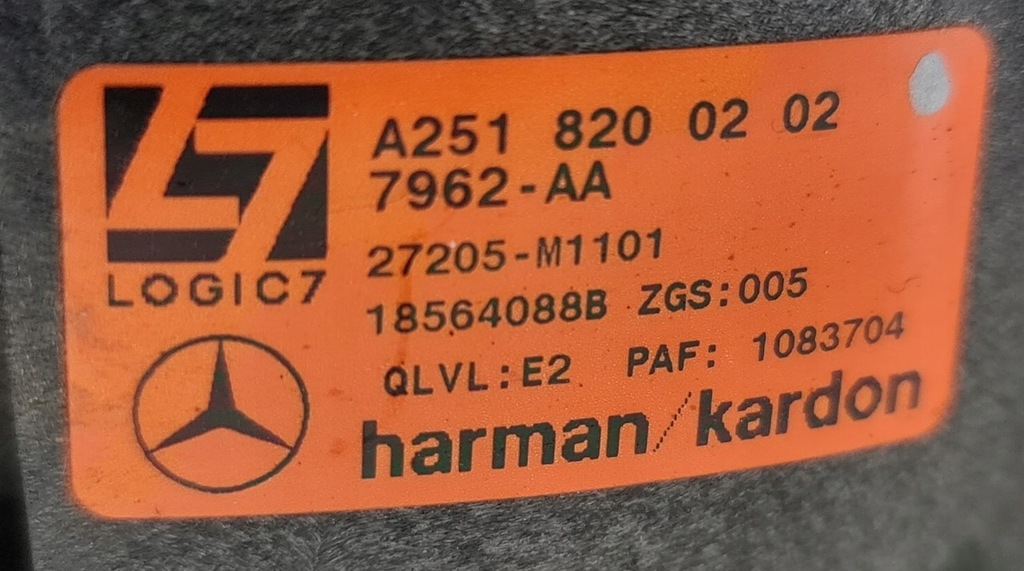 LOGIC7
A251 820 02 02
7962-AA
27205-M1101
18564088B ZGS:005
QLVL:E2 PAF: 1083704
harman/kardon